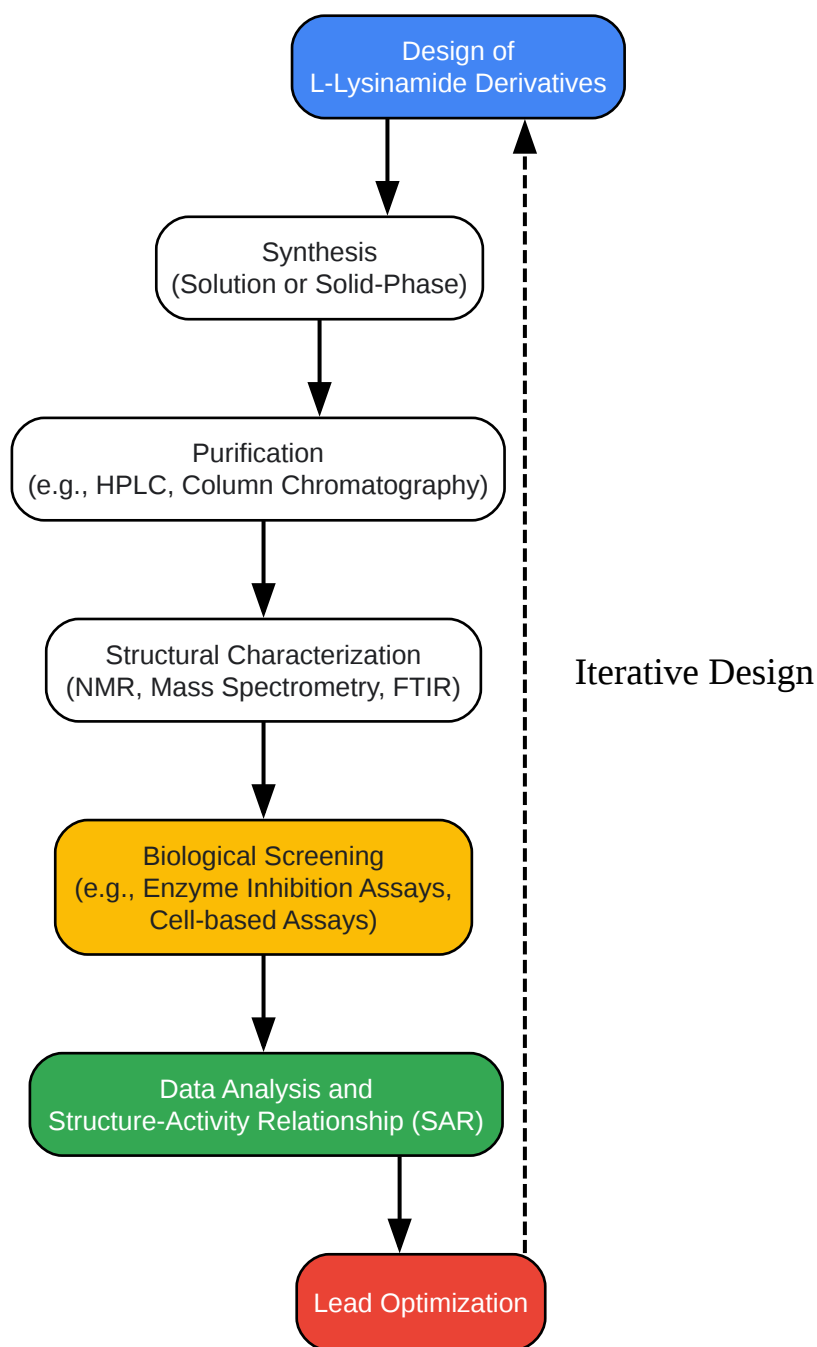 Design of
L-Lysinamide Derivatives
Synthesis
(Solution or Solid-Phase)
Purification
(e.g., HPLC, Column Chromatography)
Structural Characterization
(NMR, Mass Spectrometry, FTIR)
Iterative Design
Biological Screening
(e.g., Enzyme Inhibition Assays,
Cell-based Assays)
Data Analysis and
Structure-Activity Relationship (SAR)
Lead Optimization